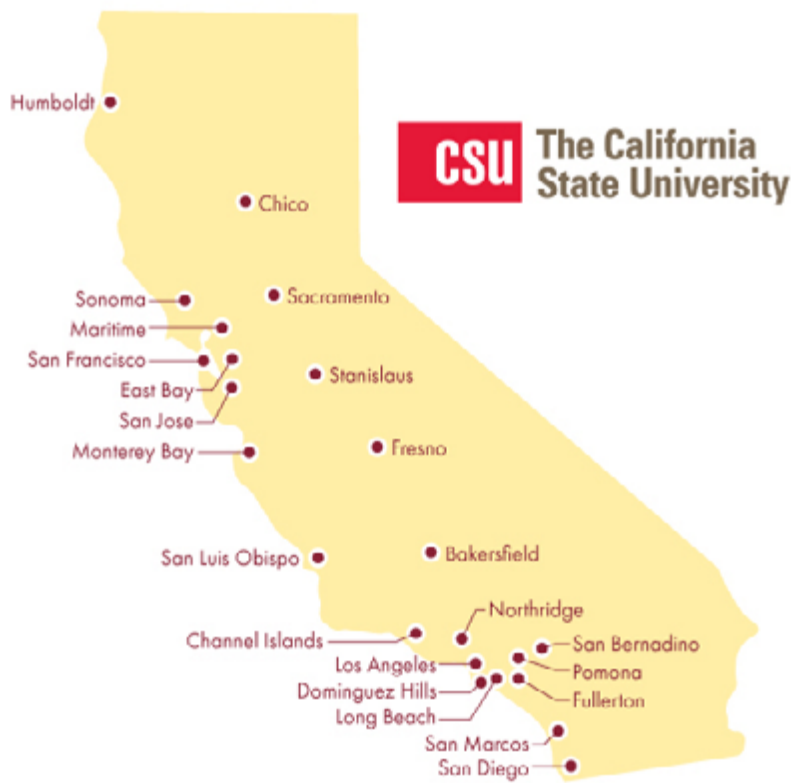 Humboldt
CSU
The California
State University
Chico
Sonoma
Sacramento
Maritime
San Francisco
Stanislaus
East Bay
San Jose
Monterey Bay
Fresno
San Luis Obispo
Bakersfield
Northridge
Channel Islands
San Bernadino
Los Angeles
Pomona
Dominguez Hills
Fullerton
Long Beach
San Marcos
San Diego